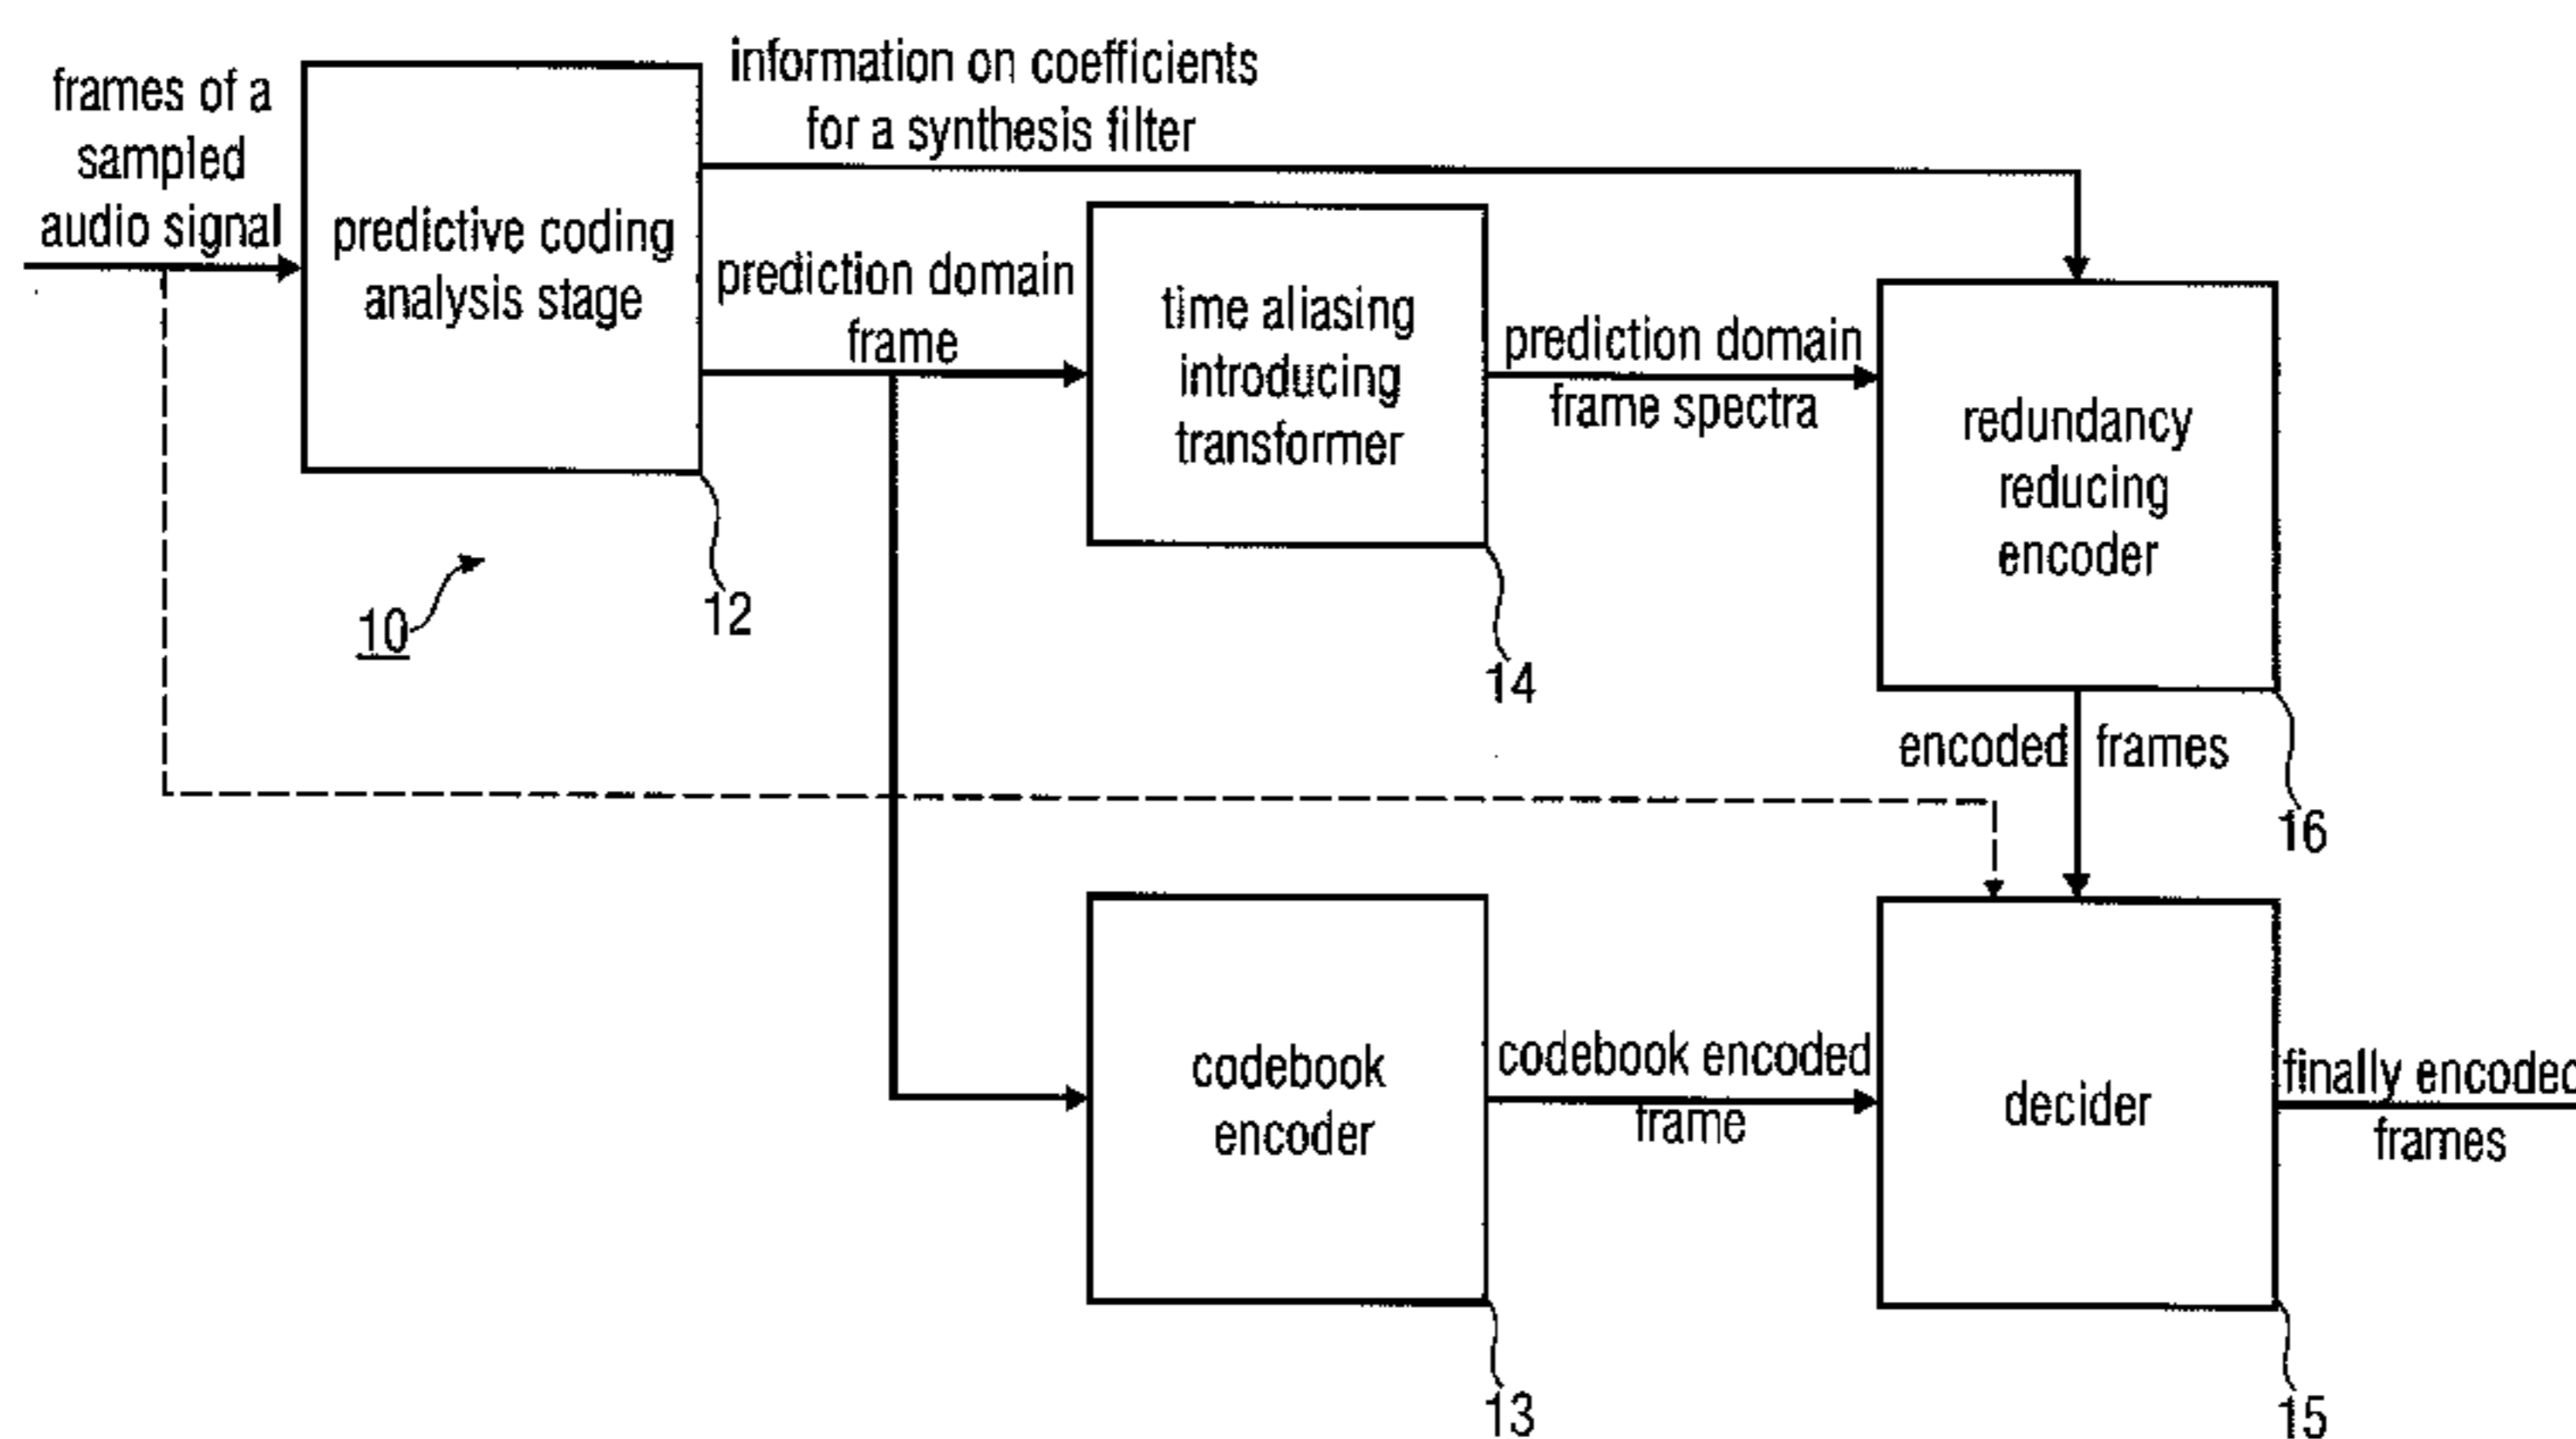 frames of a
sampled
audio signal
predictive coding
analysis stage
information on coefficients
for a synthesis filter
prediction domain
frame
time aliasing
introducing
transformer
prediction domain
frame spectra
redundancy
reducing
encoder
10
12
14
encoded frames
16
codebook
encoder
codebook encoded
frame
decider
finally encoded
frames
13
15